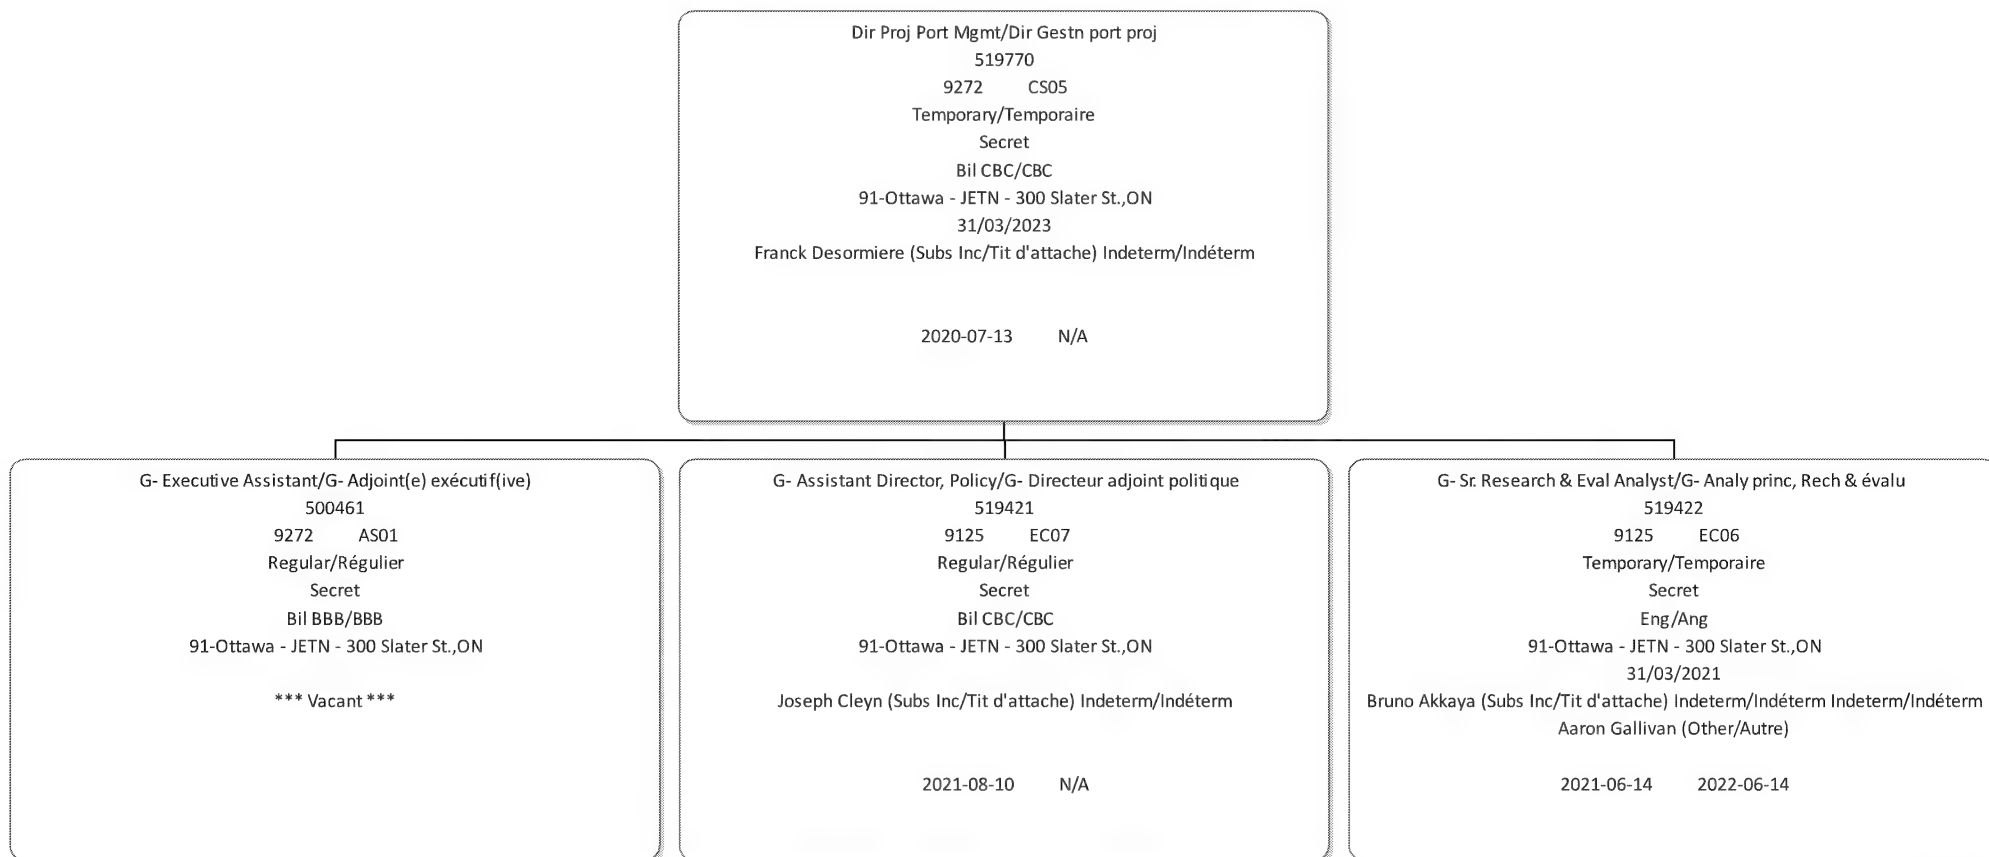 Dir Proj Port Mgmt/Dir Gestn port proj
519770
9272 CS05
Temporary/Temporaire
Secret
Bil CBC/CBC
91-Ottawa - JETN - 300 Slater St.,ON
31/03/2023
Franck Desormiere (Subs Inc/Tit d'attache) Indeterm/Indéterm
2020-07-13 N/A
G- Executive Assistant/G- Adjoint(e) exécutif(ive)
500461
9272 AS01
Regular/Régulier
Secret
Bil BBB/BBB
91-Ottawa - JETN - 300 Slater St.,ON
*** Vacant ***
G- Assistant Director, Policy/G- Directeur adjoint politique
519421
9125 EC07
Regular/Régulier
Secret
Bil CBC/CBC
91-Ottawa - JETN - 300 Slater St.,ON
Joseph Cleyn (Subs Inc/Tit d'attache) Indeterm/Indéterm
2021-08-10 N/A
G- Sr. Research & Eval Analyst/G- Analy princ, Rech & évalu
519422
9125 EC06
Temporary/Temporaire
Secret
Eng/Ang
91-Ottawa - JETN - 300 Slater St.,ON
31/03/2021
Bruno Akkaya (Subs Inc/Tit d'attache) Indeterm/Indéterm Indeterm/Indéterm
Aaron Gallivan (Other/Autre)
2021-06-14 2022-06-14